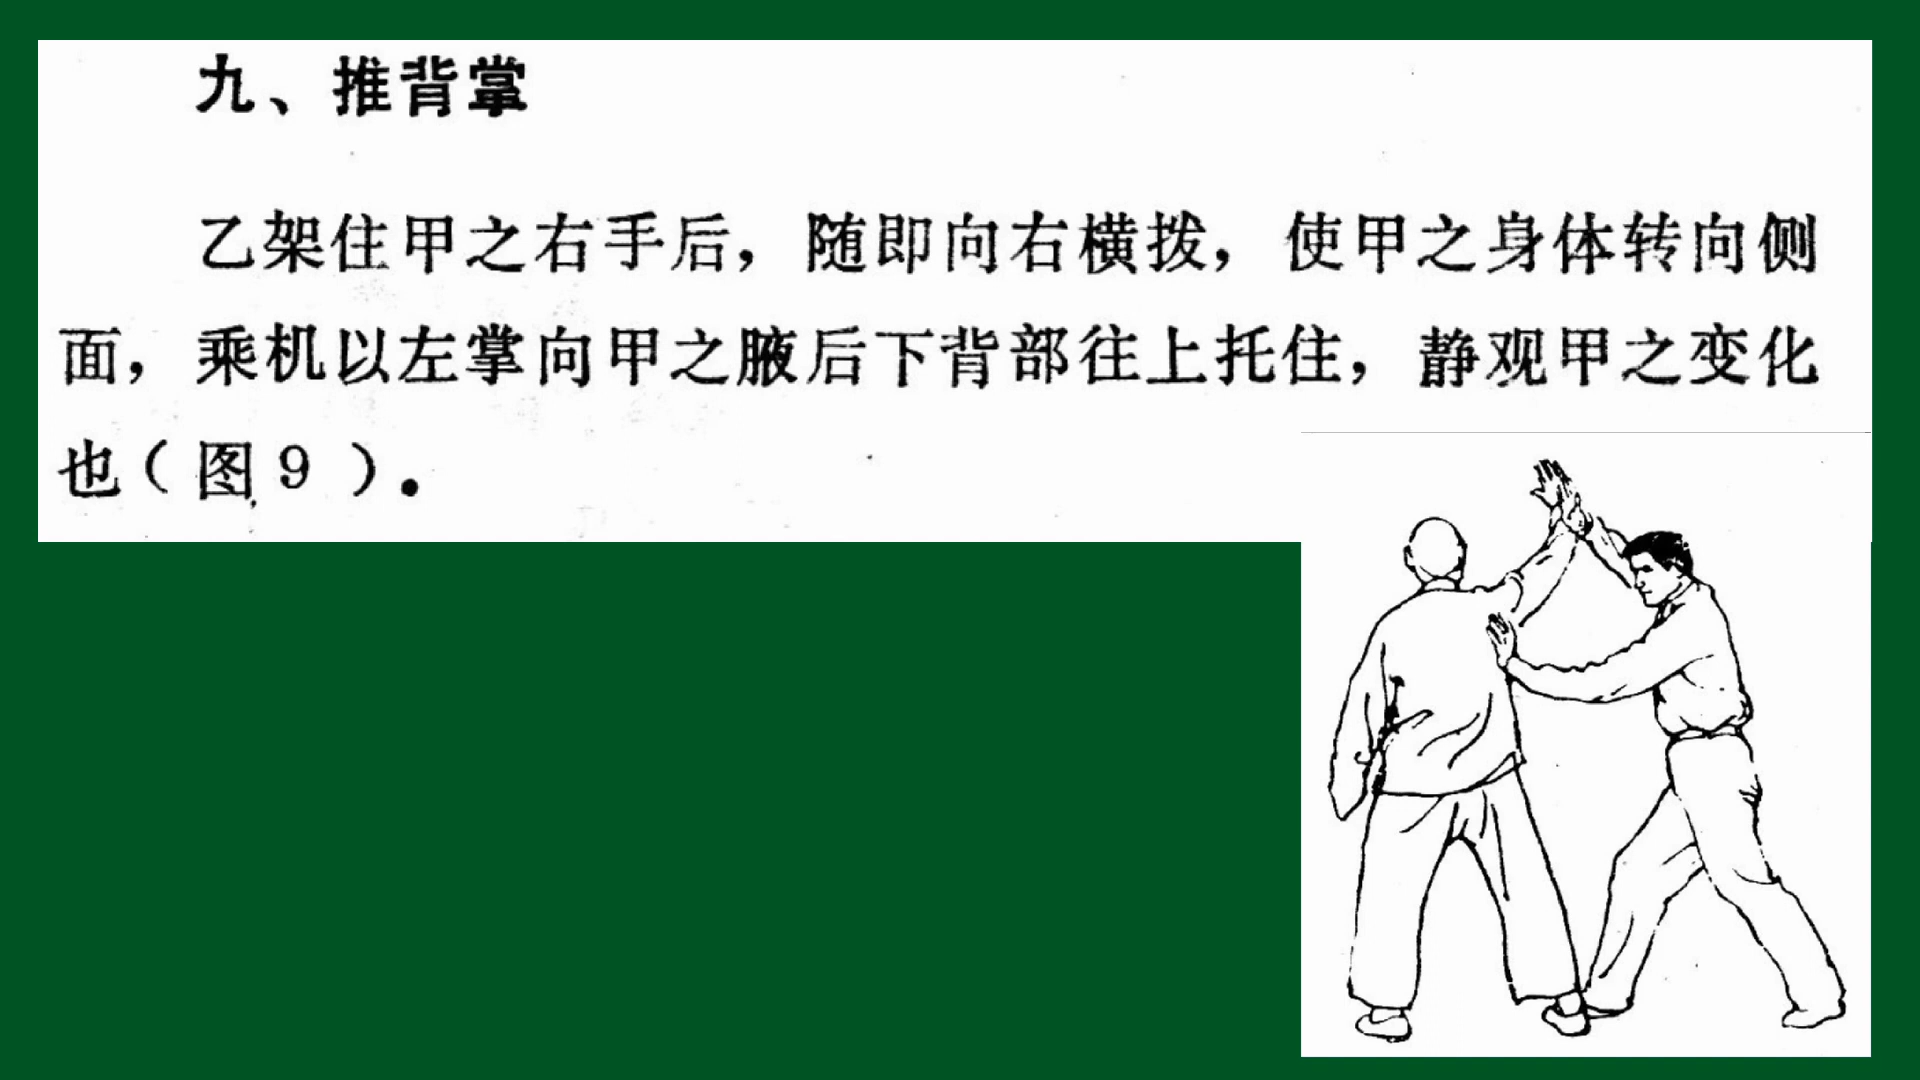 九、推背掌
乙架住甲之右手后，随即向右横拨，使甲之身体转向侧
面，乘机以左掌向甲之腋后下背部往上托住，静观甲之变化
也（图9）。